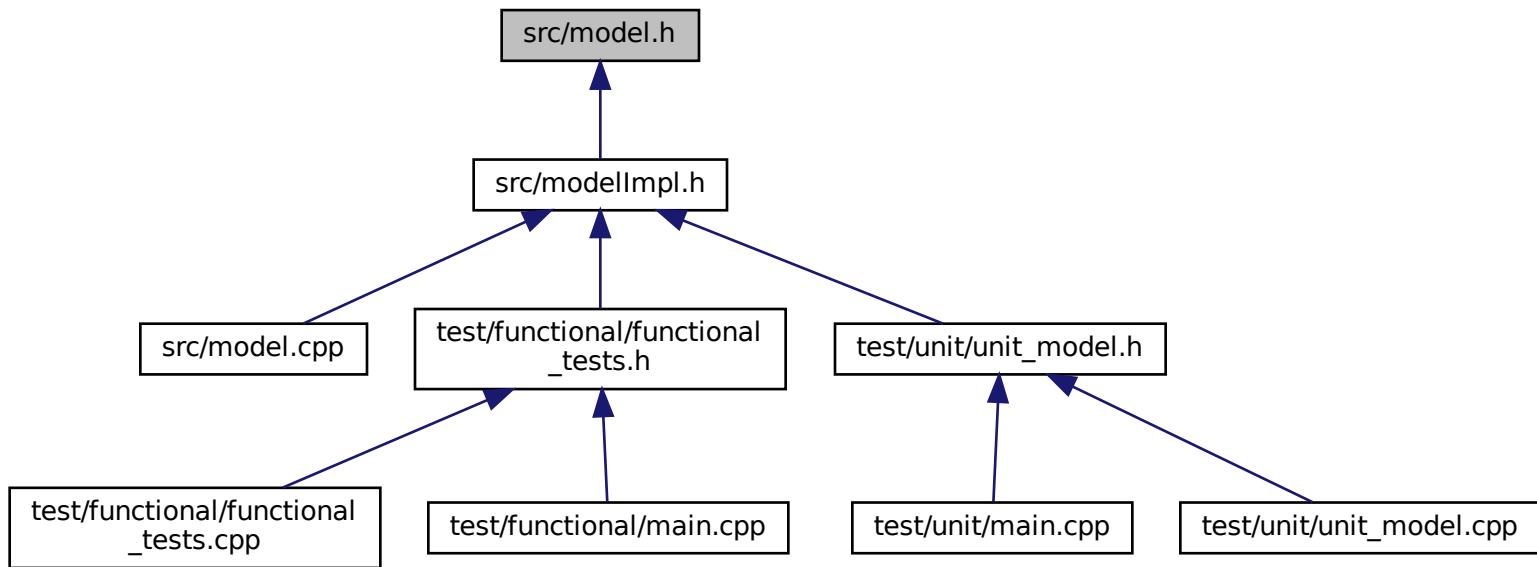 src/model.h
src/modelImpl.h
src/model.cpp
test/functional/functional
_tests.h
test/unit/unit_model.h
test/functional/functional
_tests.cpp
test/functional/main.cpp
test/unit/main.cpp
test/unit/unit_model.cpp